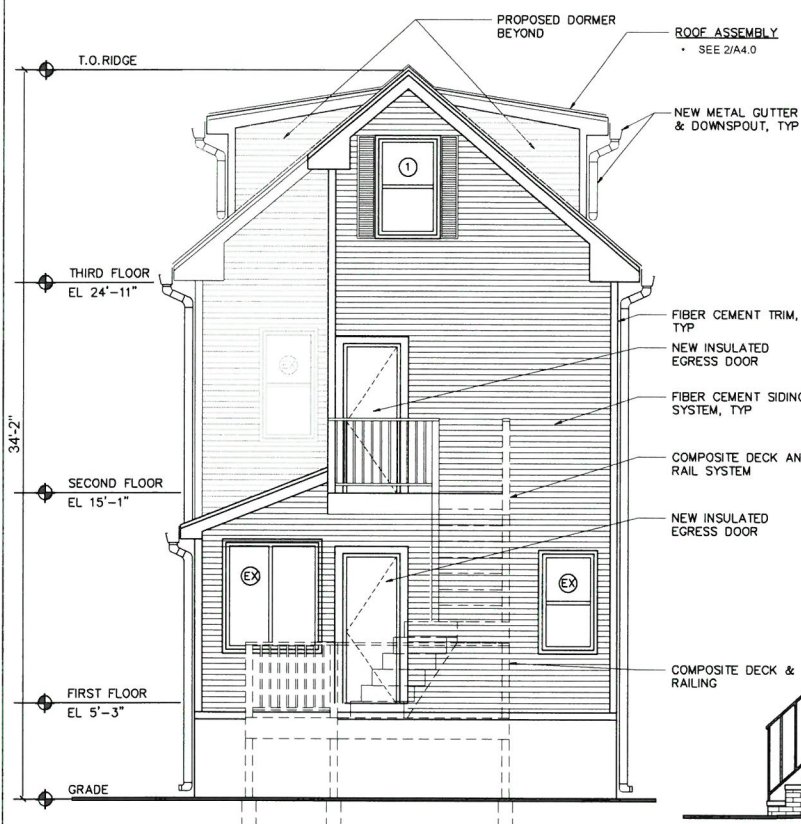 PROPOSED DORMER
BEYOND
ROOF ASSEMBLY
• SEE 2/A4.0
T.O.RIDGE
NEW METAL GUTTER
& DOWNSPOUT, TYP
1
THIRD FLOOR
EL 24'-11"
FIBER CEMENT TRIM,
TYP
NEW INSULATED
EGRESS DOOR
EX
FIBER CEMENT SIDING
SYSTEM, TYP
34'-2"
COMPOSITE DECK AN
RAIL SYSTEM
SECOND FLOOR
EL 15'-1"
NEW INSULATED
EGRESS DOOR
EX
EX
COMPOSITE DECK &
RAILING
FIRST FLOOR
EL 5'-3"
GRADE